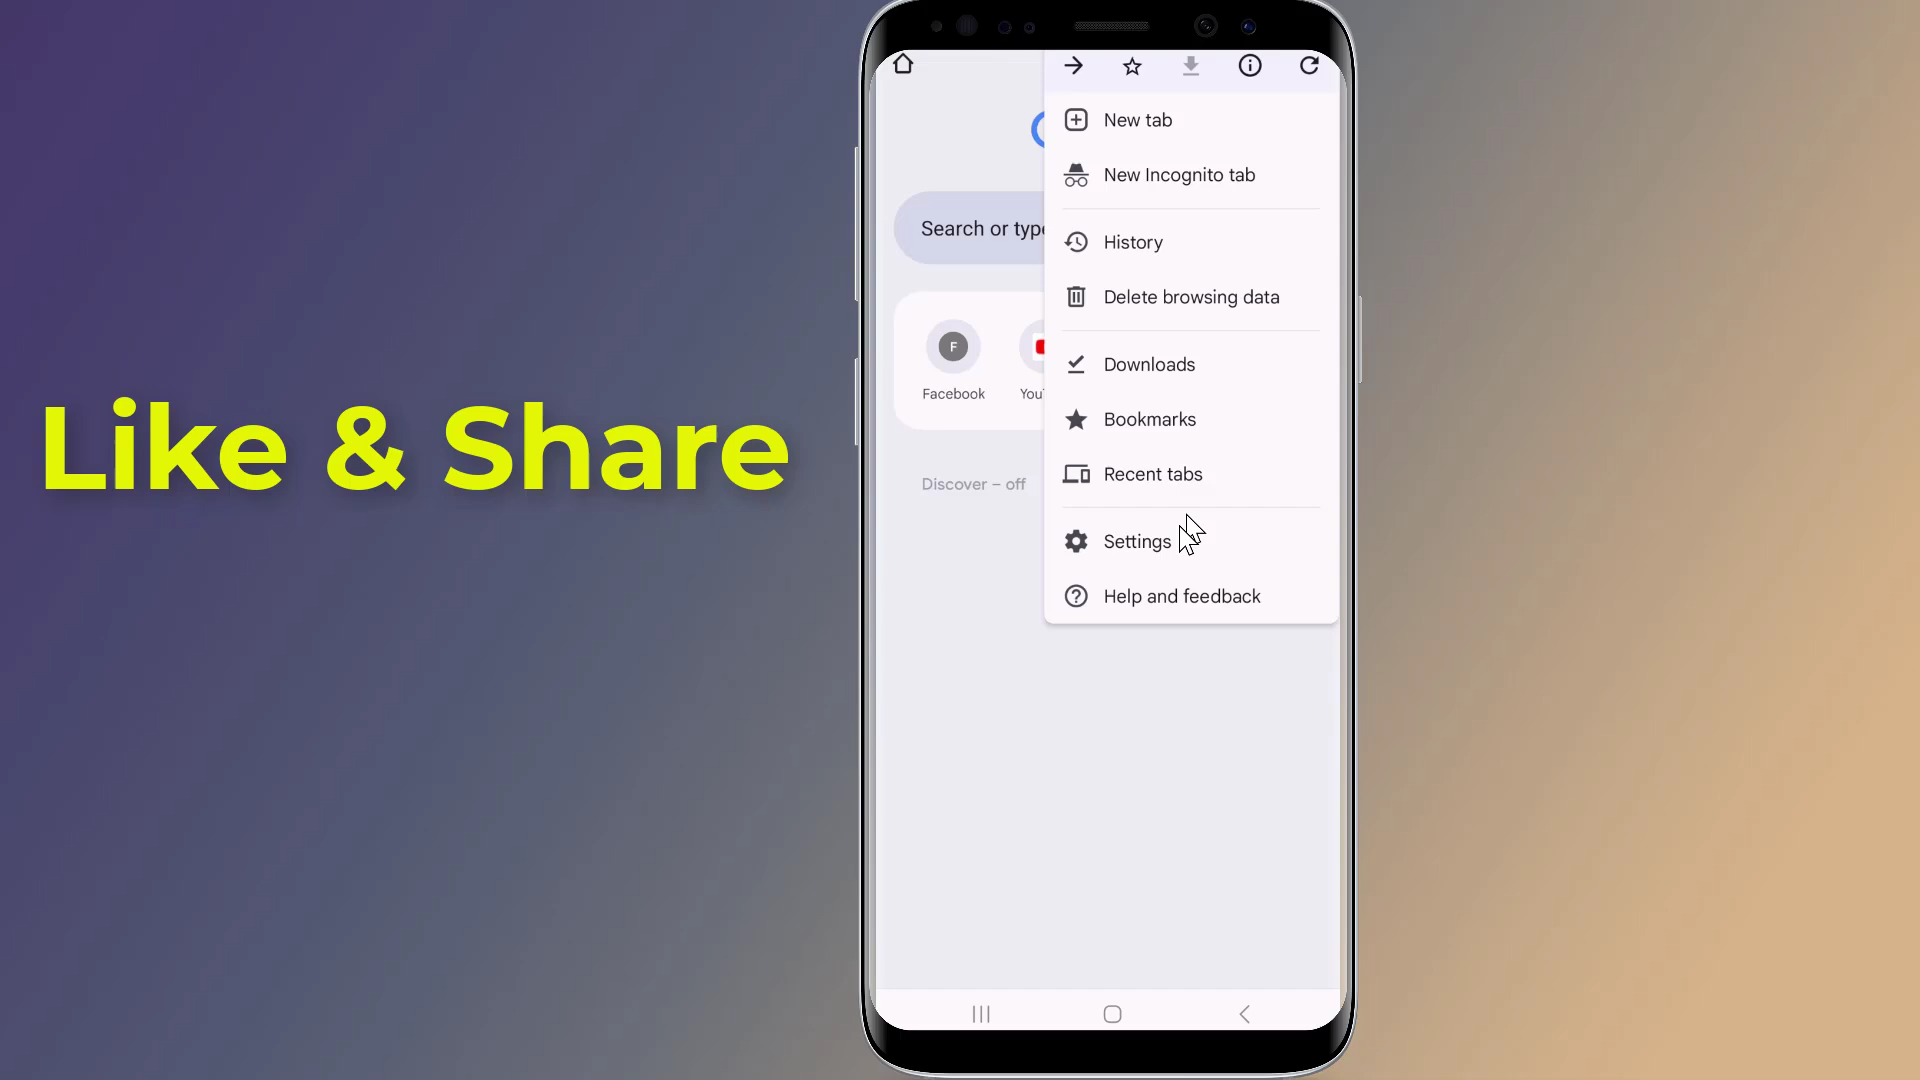 Like & Share
New tab
New Incognito tab
Search or type
History
Delete browsing data
F
Facebook
You
Downloads
Bookmarks
Recent tabs
Discover – off
Settings
Help and feedback